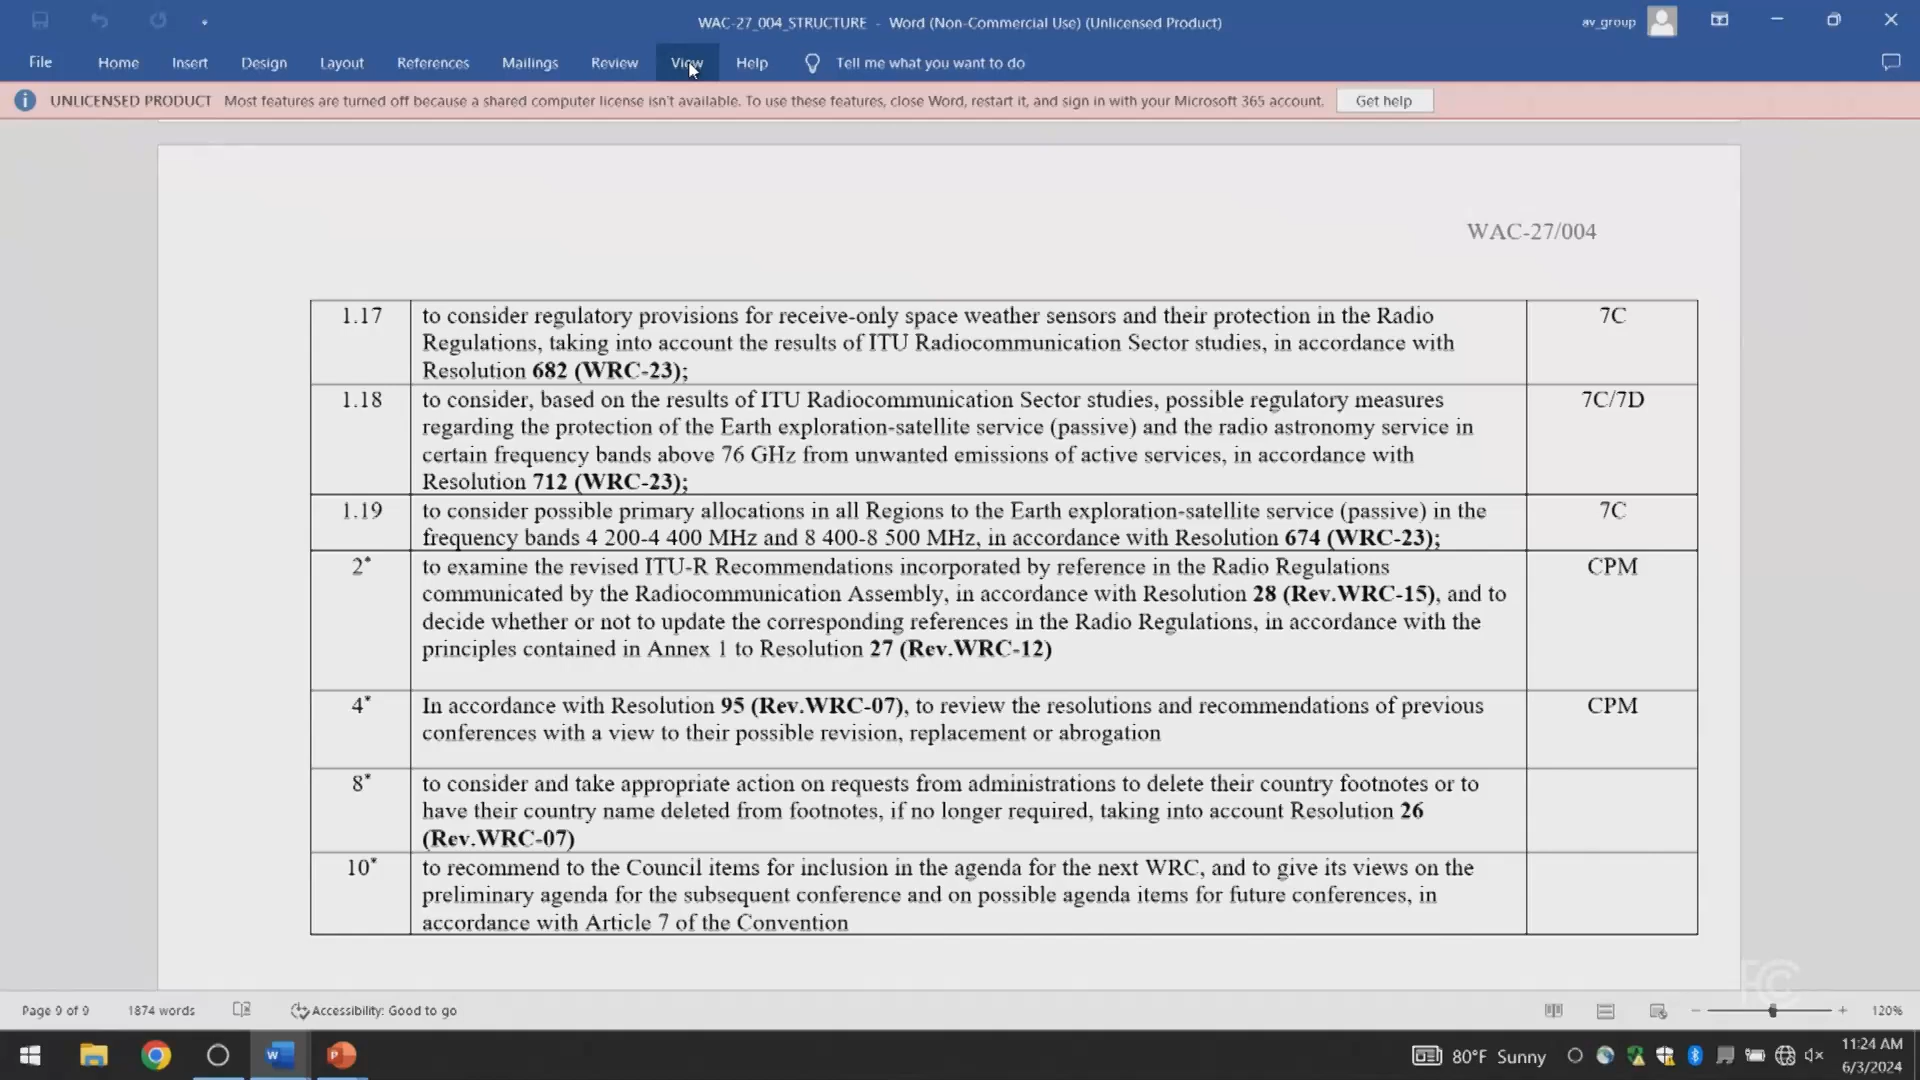 WAC-27_004_STRUCTURE - Word (Non-Commercial Use) (Unlicensed Product)
av_group
File Home Insert Design Layout References Mailings Review View Help Tell me what you want to do
UNLICENSED PRODUCT Most features are turned off because a shared computer license isn't available. To use these features, close Word, restart it, and sign in with your Microsoft 365 account. Get help
WAC-27/004
1.17 to consider regulatory provisions for receive-only space weather sensors and their protection in the Radio 7C
Regulations, taking into account the results of ITU Radiocommunication Sector studies, in accordance with
Resolution 682 (WRC-23);
1.18 to consider, based on the results of ITU Radiocommunication Sector studies, possible regulatory measures 7C/7D
regarding the protection of the Earth exploration-satellite service (passive) and the radio astronomy service in
certain frequency bands above 76 GHz from unwanted emissions of active services, in accordance with
Resolution 712 (WRC-23);
1.19 to consider possible primary allocations in all Regions to the Earth exploration-satellite service (passive) in the 7C
frequency bands 4 200-4 400 MHz and 8 400-8 500 MHz, in accordance with Resolution 674 (WRC-23);
2* to examine the revised ITU-R Recommendations incorporated by reference in the Radio Regulations CPM
communicated by the Radiocommunication Assembly, in accordance with Resolution 28 (Rev.WRC-15), and to
decide whether or not to update the corresponding references in the Radio Regulations, in accordance with the
principles contained in Annex 1 to Resolution 27 (Rev.WRC-12)
4* In accordance with Resolution 95 (Rev.WRC-07), to review the resolutions and recommendations of previous CPM
conferences with a view to their possible revision, replacement or abrogation
8* to consider and take appropriate action on requests from administrations to delete their country footnotes or to
have their country name deleted from footnotes, if no longer required, taking into account Resolution 26
(Rev.WRC-07)
10* to recommend to the Council items for inclusion in the agenda for the next WRC, and to give its views on the
preliminary agenda for the subsequent conference and on possible agenda items for future conferences, in
accordance with Article 7 of the Convention
FCC
Page 9 of 9 1874 words Accessibility: Good to go 120%
80°F Sunny 11:24 AM
6/3/2024